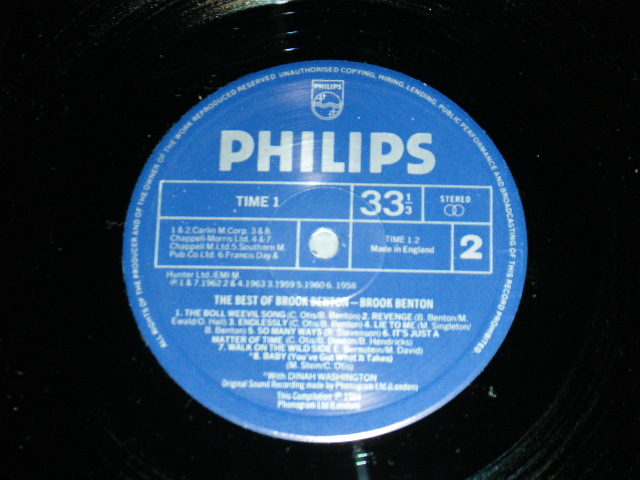 ALL RIGHTS OF THE PRODUCER AND OF THE OWNER OF THE WORK REPRODUCED RESERVED. UNAUTHORISED COPYING, HIRING, LENDING, PUBLIC PERFORMANCE AND BROADCASTING OF THIS RECORD PROHIBITED
PHILIPS
PHILIPS
TIME 1
33 1/3
STEREO
1 & 2.Carlin M.Corp. 3 & 8.
Chappell-Morris Ltd. 4 & 7
Chappell M. Ltd.5.Southern M.
Pub.Co.Ltd. 6.Francis Day &
Hunter Ltd./EMI M.
TIME 1.2
Made in England
2
℗ 1 & 7.1962 2 & 4.1963 3.1959 5.1960 6. 1958
THE BEST OF BROOK BENTON—BROOK BENTON
1. THE BOLL WEEVIL SONG (C. Otis/B. Benton) 2. REVENGE (B. Benton/M.
Ewald/O. Hall) 3. ENDLESSLY (C. Otis/B. Benton) 4. LIE TO ME (M. Singleton/
B. Benton) 5. SO MANY WAYS (B. Stevenson) 6. IT'S JUST A
MATTER OF TIME (C. Otis/B. Benton/B. Hendricks)
7. WALK ON THE WILD SIDE (E. Bernstein/M. David)
*8. BABY (You've Got What It Takes)
(M. Stein/C. Otis)
*With DINAH WASHINGTON
Original Sound Recording made by Phonogram Ltd.(London)
This Compilation ℗
Phonogram Ltd.(London)